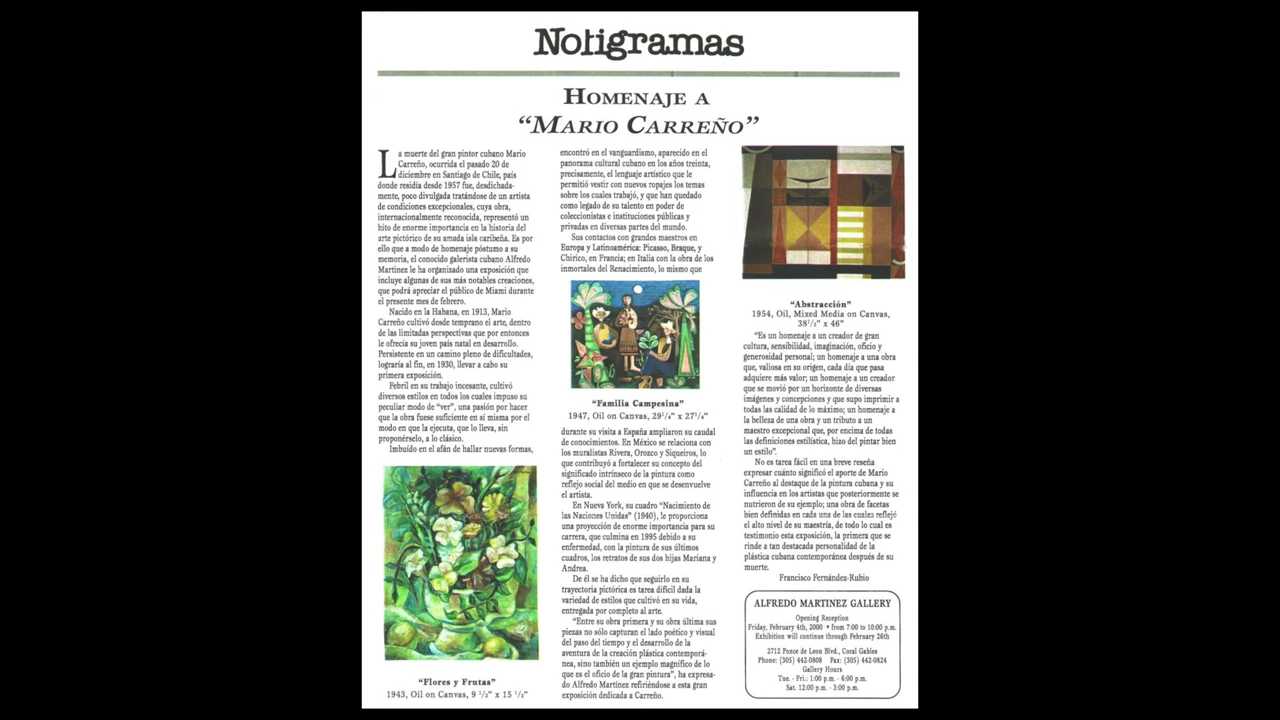 Notigramas
HOMENAJE A
“MARIO CARREÑO”
La muerte del gran pintor cubano Mario
Carreño, ocurrida el pasado 20 de
diciembre en Santiago de Chile, país
donde residía desde 1957 fue, desdichada-
mente, poco divulgada tratándose de un artista
de condiciones excepcionales, cuya obra,
internacionalmente reconocida, representó un
hito de enorme importancia en la historia del
arte pictórico de su amada isla caribeña. Es por
ello que a modo de homenaje póstumo a su
memoria, el conocido galerista cubano Alfredo
Martínez le ha organizado una exposición que
incluye algunas de sus más notables creaciones,
que podrá apreciar el público de Miami durante
el presente mes de febrero.
Nacido en la Habana, en 1913, Mario
Carreño cultivó desde temprano el arte, dentro
de las limitadas perspectivas que por entonces
le ofrecía su joven país natal en desarrollo.
Persistente en un camino pleno de dificultades,
lograría al fin, en 1930, llevar a cabo su
primera exposición.
Febril en su trabajo incesante, cultivó
diversos estilos en todos los cuales impuso su
peculiar modo de “ver”, una pasión por hacer
que la obra fuese suficiente en sí misma por el
modo en que la ejecuta, que lo lleva, sin
proponérselo, a lo clásico.
Imbuído en el afán de hallar nuevas formas,
“Flores y Frutas”
1943, Oil on Canvas, 9 1/2” x 15 1/2”
encontró en el vanguardismo, aparecido en el
panorama cultural cubano en los años treinta,
precisamente, el lenguaje artístico que le
permitió vestir con nuevos ropajes los temas
sobre los cuales trabajó, y que han quedado
como legado de su talento en poder de
coleccionistas e instituciones públicas y
privadas en diversas partes del mundo.
Sus contactos con grandes maestros en
Europa y Latinoamérica: Picasso, Braque, y
Chirico, en Francia; en Italia con la obra de los
inmortales del Renacimiento, lo mismo que
“Familia Campesina”
1947, Oil on Canvas, 29 1/4” x 27 1/4”
durante su visita a España ampliaron su caudal
de conocimientos. En México se relaciona con
los muralistas Rivera, Orozco y Siqueiros, lo
que contribuyó a fortalecer su concepto del
significado intrínseco de la pintura como
reflejo social del medio en que se desenvuelve
el artista.
En Nueva York, su cuadro “Nacimiento de
las Naciones Unidas” (1940), le proporciona
una proyección de enorme importancia para su
carrera, que culmina en 1995 debido a su
enfermedad, con la pintura de sus últimos
cuadros, los retratos de sus dos hijas Mariana y
Andrea.
De él se ha dicho que seguirlo en su
trayectoria pictórica es tarea difícil dada la
variedad de estilos que cultivó en su vida,
entregada por completo al arte.
“Entre su obra primera y su obra última sus
piezas no sólo capturan el lado poético y visual
del paso del tiempo y el desarrollo de la
aventura de la creación plástica contemporá-
nea, sino también un ejemplo magnífico de lo
que es el oficio de la gran pintura”, ha expresa-
do Alfredo Martínez refiriéndose a esta gran
exposición dedicada a Carreño.
“Abstracción”
1954, Oil, Mixed Media on Canvas,
38 1/2” x 46”
“Es un homenaje a un creador de gran
cultura, sensibilidad, imaginación, oficio y
generosidad personal; un homenaje a una obra
que, valiosa en su origen, cada día que pasa
adquiere más valor; un homenaje a un creador
que se movió por un horizonte de diversas
imágenes y concepciones y que supo imprimir a
todas las calidad de lo máximo; un homenaje a
la belleza de una obra y un tributo a un
maestro excepcional que, por encima de todas
las definiciones estilística, hizo del pintar bien
un estilo”.
No es tarea fácil en una breve reseña
expresar cuánto significó el aporte de Mario
Carreño al destaque de la pintura cubana y su
influencia en los artistas que posteriormente se
nutrieron de su ejemplo; una obra de facetas
bien definidas en cada una de las cuales reflejó
el alto nivel de su maestría, de todo lo cual es
testimonio esta exposición, la primera que se
rinde a tan destacada personalidad de la
plástica cubana contemporánea después de su
muerte.
Francisco Fernández-Rubio
ALFREDO MARTINEZ GALLERY
Opening Reception
Friday, February 4th, 2000 • from 7:00 to 10:00 p.m.
Exhibition will continue through February 26th
2712 Ponce de Leon Blvd., Coral Gables
Phone: (305) 442-0808 Fax: (305) 442-0824
Gallery Hours
Tue. - Fri.: 1:00 p.m. - 6:00 p.m.
Sat. 12:00 p.m. - 3:00 p.m.